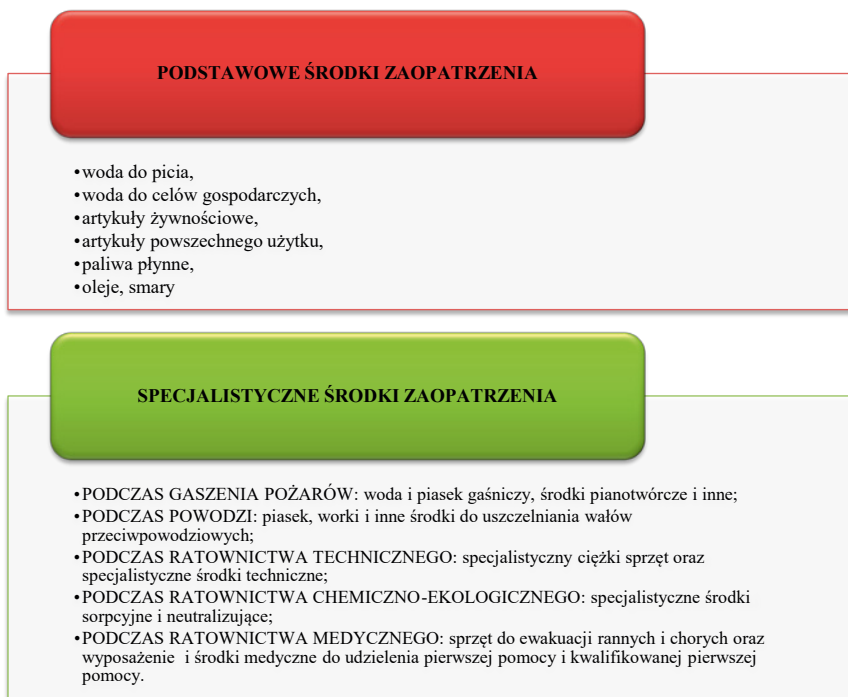 PODSTAWOWE ŚRODKI ZAOPATRZENIA
•woda do picia,
•woda do celów gospodarczych,
•artykuły żywnościowe,
•artykuły powszechnego użytku,
•paliwa płynne,
•oleje, smary
SPECJALISTYCZNE ŚRODKI ZAOPATRZENIA
•PODCZAS GASZENIA POŻARÓW: woda i piasek gaśniczy, środki pianotwórcze i inne;
•PODCZAS POWODZI: piasek, worki i inne środki do uszczelniania wałów
przeciwpowodziowych;
•PODCZAS RATOWNICTWA TECHNICZNEGO: specjalistyczny ciężki sprzęt oraz
specjalistyczne środki techniczne;
•PODCZAS RATOWNICTWA CHEMICZNO-EKOLOGICZNEGO: specjalistyczne środki
sorpcyjne i neutralizujące;
•PODCZAS RATOWNICTWA MEDYCZNEGO: sprzęt do ewakuacji rannych i chorych oraz
wyposażenie i środki medyczne do udzielenia pierwszej pomocy i kwalifikowanej pierwszej
pomocy.